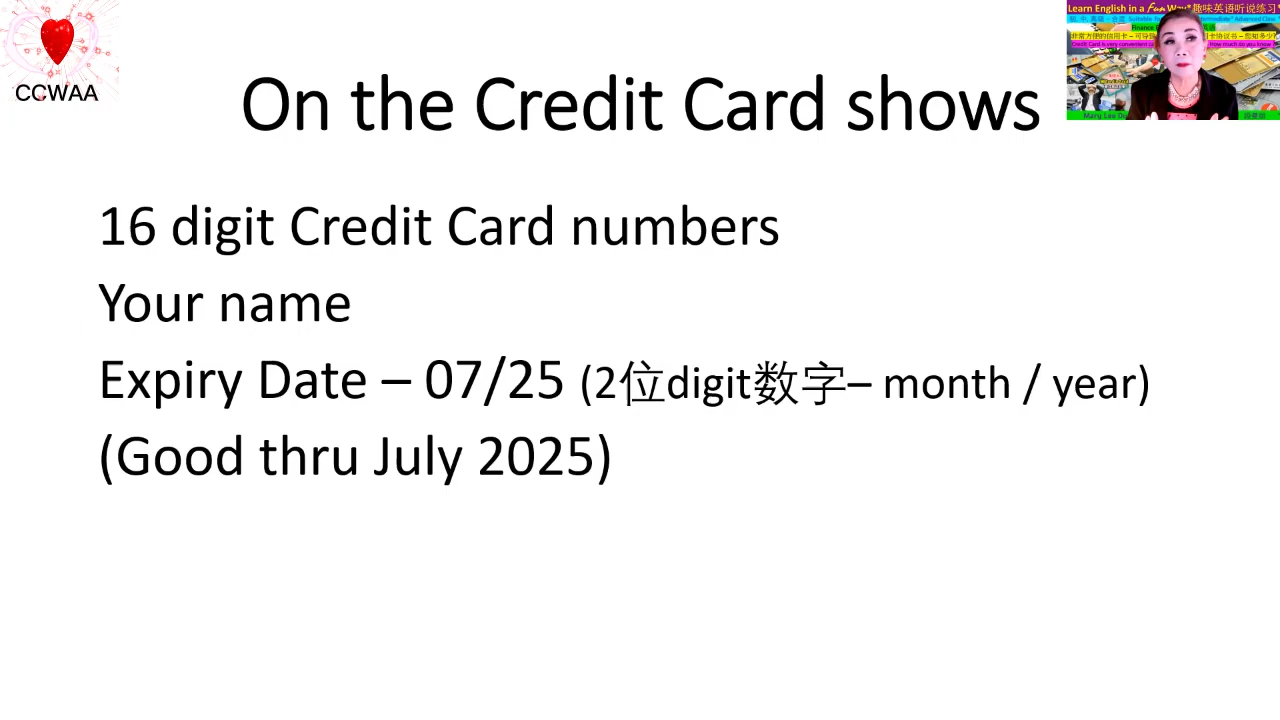 CCWAA
On the Credit Card shows
Learn English in a Fun Way*趣味英语听说练习*
16 digit Credit Card numbers
Your name
Expiry Date – 07/25 (2位digit数字– month / year)
(Good thru July 2025)